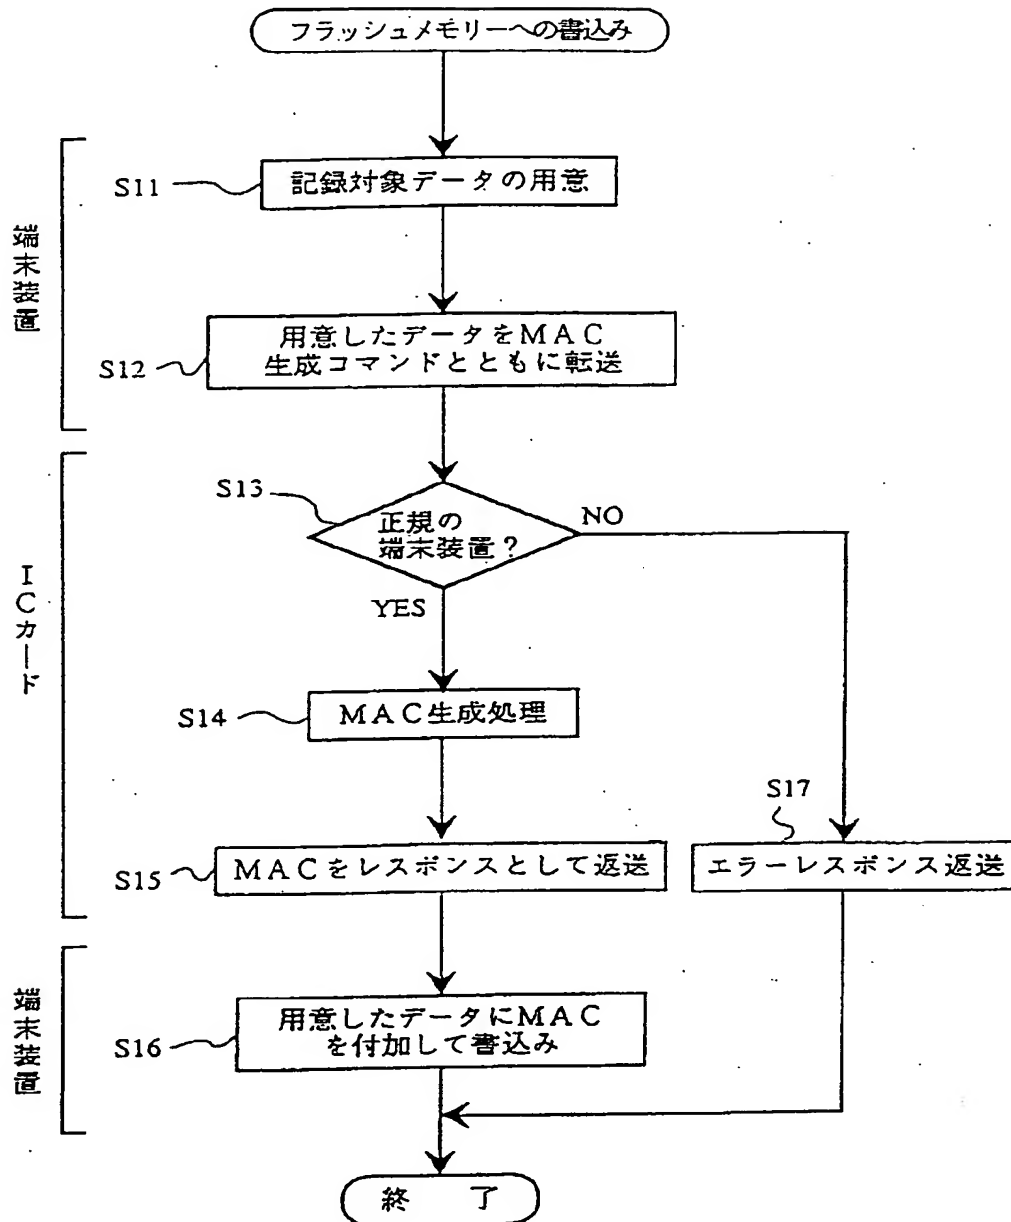 フラッシュメモリーへの書込み
端末装置
S11
記録対象データの用意
S12
用意したデータをMAC
生成コマンドとともに転送
ICカード
S13
正規の
端末装置?
NO
YES
S14
MAC生成処理
S15
MACをレスポンスとして返送
S17
エラーレスポンス返送
端末装置
S16
用意したデータにMAC
を付加して書込み
終 了